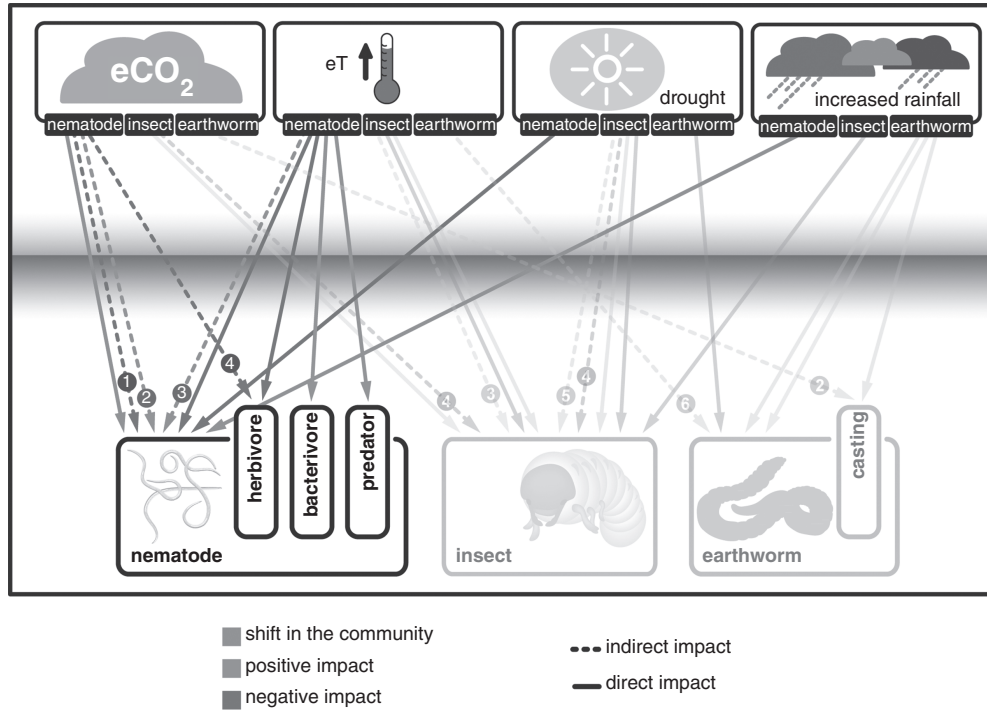 eCO2
eT
drought
increased rainfall
nematode insect earthworm
nematode insect earthworm
nematode insect earthworm
nematode insect earthworm
1
2
3
4
4
3
5
4
6
2
herbivore
bacterivore
predator
casting
nematode
insect
earthworm
shift in the community
positive impact
negative impact
indirect impact
direct impact